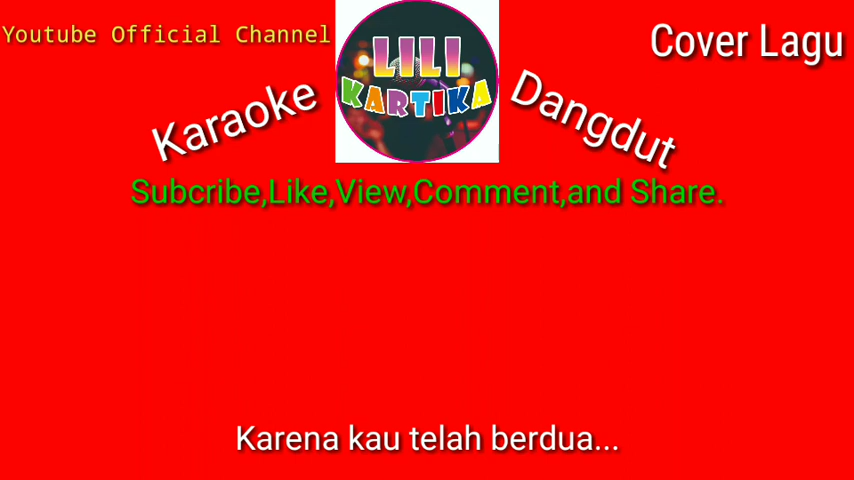 Youtube Official Channel
LILI
KARTIKA
Cover Lagu
Karaoke
Dangdut
Subcribe,Like,View,Comment,and Share.
Karena kau telah berdua...